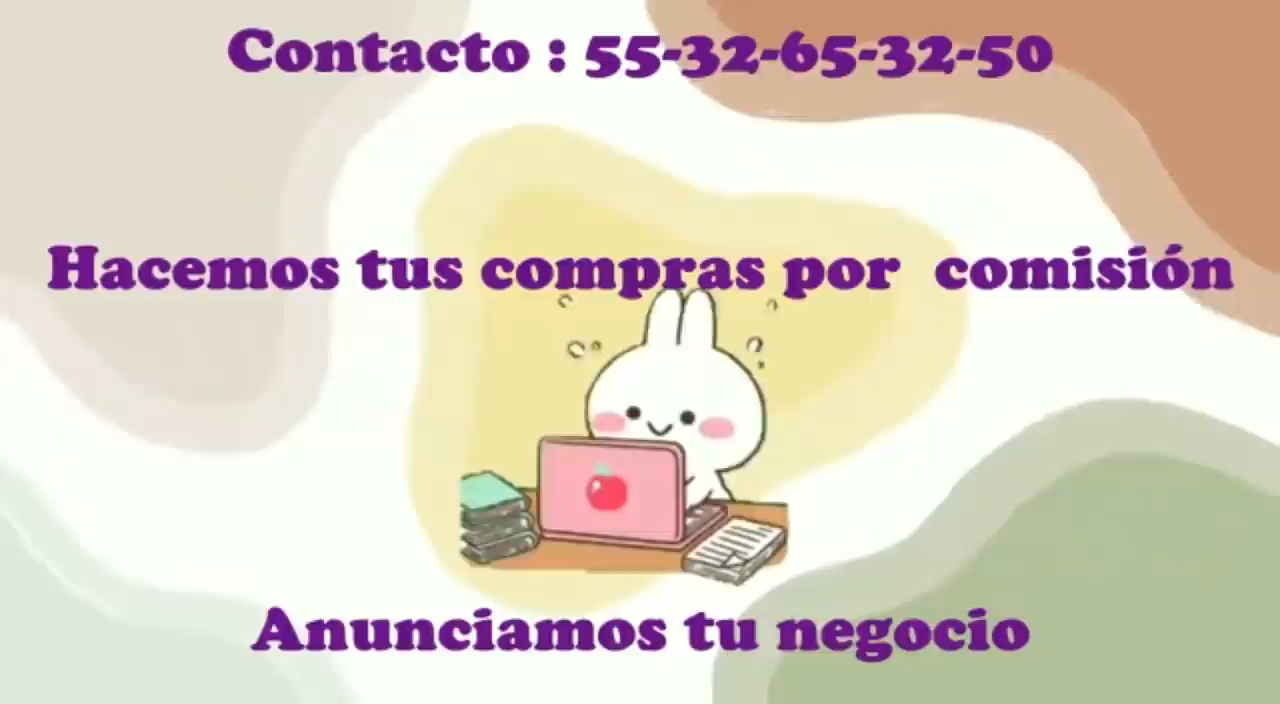 Contacto : 55-32-65-32-50
Hacemos tus compras por comisión
Anunciamos tu negocio